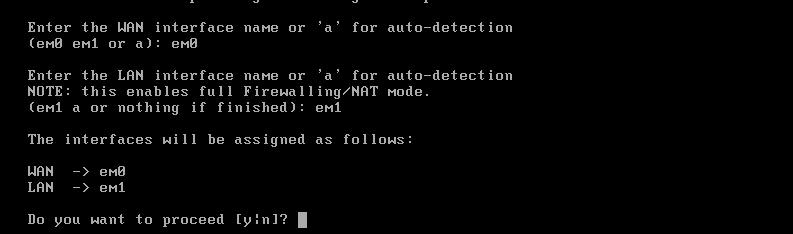 Enter the WAN interface name or 'a' for auto-detection
(em0 em1 or a): em0
Enter the LAN interface name or 'a' for auto-detection
NOTE: this enables full Firewalling/NAT mode.
(em1 a or nothing if finished): em1
The interfaces will be assigned as follows:
WAN  -> em0
LAN  -> em1
Do you want to proceed [y¦n]?